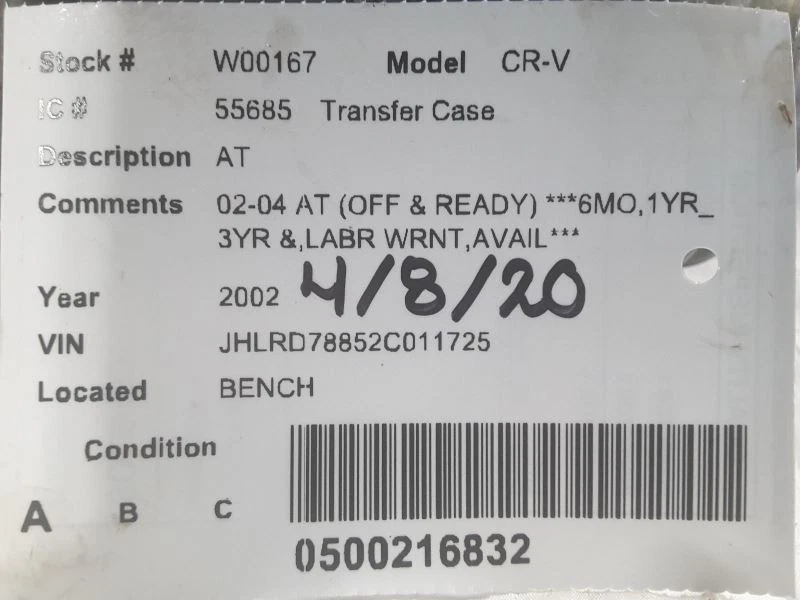 Stock # W00167 Model CR-V
IC # 55685 Transfer Case
Description AT
Comments 02-04 AT (OFF & READY) ***6MO,1YR_
3YR &,LABR WRNT,AVAIL***
Year 2002 4/8/20
VIN JHLRD78852C011725
Located BENCH
Condition
A B C
0500216832